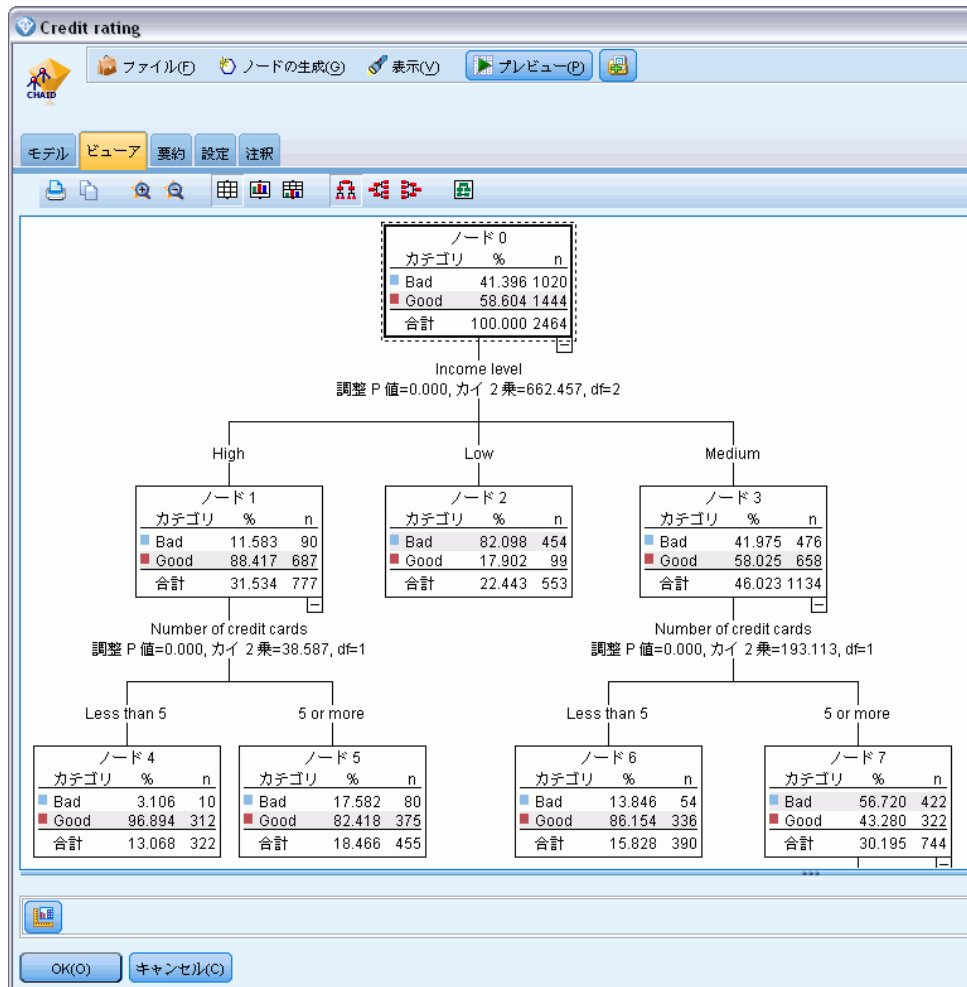 Credit rating
CHAID
ファイル(F) ノードの生成(G) 表示(V) プレビュー(P)
モデル ビューア 要約 設定 注釈
ノード 0
カテゴリ % n
Bad 41.396 1020
Good 58.604 1444
合計 100.000 2464
Income level
調整 P 値=0.000, カイ 2 乗=662.457, df=2
High Low Medium
ノード 1
カテゴリ % n
Bad 11.583 90
Good 88.417 687
合計 31.534 777
ノード 2
カテゴリ % n
Bad 82.098 454
Good 17.902 99
合計 22.443 553
ノード 3
カテゴリ % n
Bad 41.975 476
Good 58.025 658
合計 46.023 1134
Number of credit cards
調整 P 値=0.000, カイ 2 乗=38.587, df=1
Number of credit cards
調整 P 値=0.000, カイ 2 乗=193.113, df=1
Less than 5 5 or more
Less than 5 5 or more
ノード 4
カテゴリ % n
Bad 3.106 10
Good 96.894 312
合計 13.068 322
ノード 5
カテゴリ % n
Bad 17.582 80
Good 82.418 375
合計 18.466 455
ノード 6
カテゴリ % n
Bad 13.846 54
Good 86.154 336
合計 15.828 390
ノード 7
カテゴリ % n
Bad 56.720 422
Good 43.280 322
合計 30.195 744
OK(O) キャンセル(C)